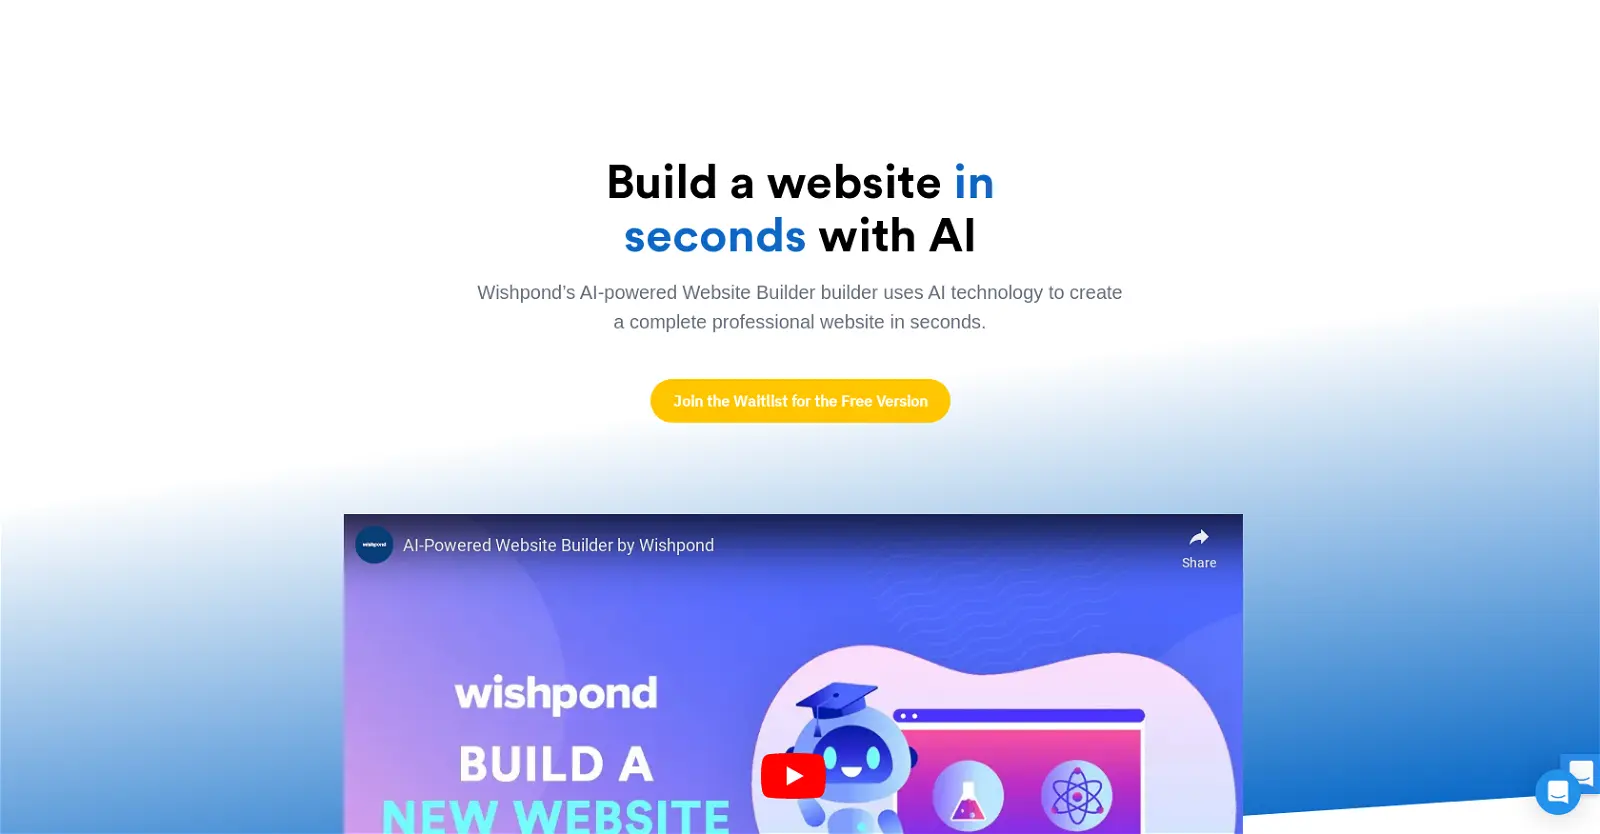 Build a website in
seconds with AI
Wishpond’s AI-powered Website Builder builder uses AI technology to create
a complete professional website in seconds.
Join the Waitlist for the Free Version
wishpond
AI-Powered Website Builder by Wishpond
Share
wishpond
BUILD A
NEW WEBSITE